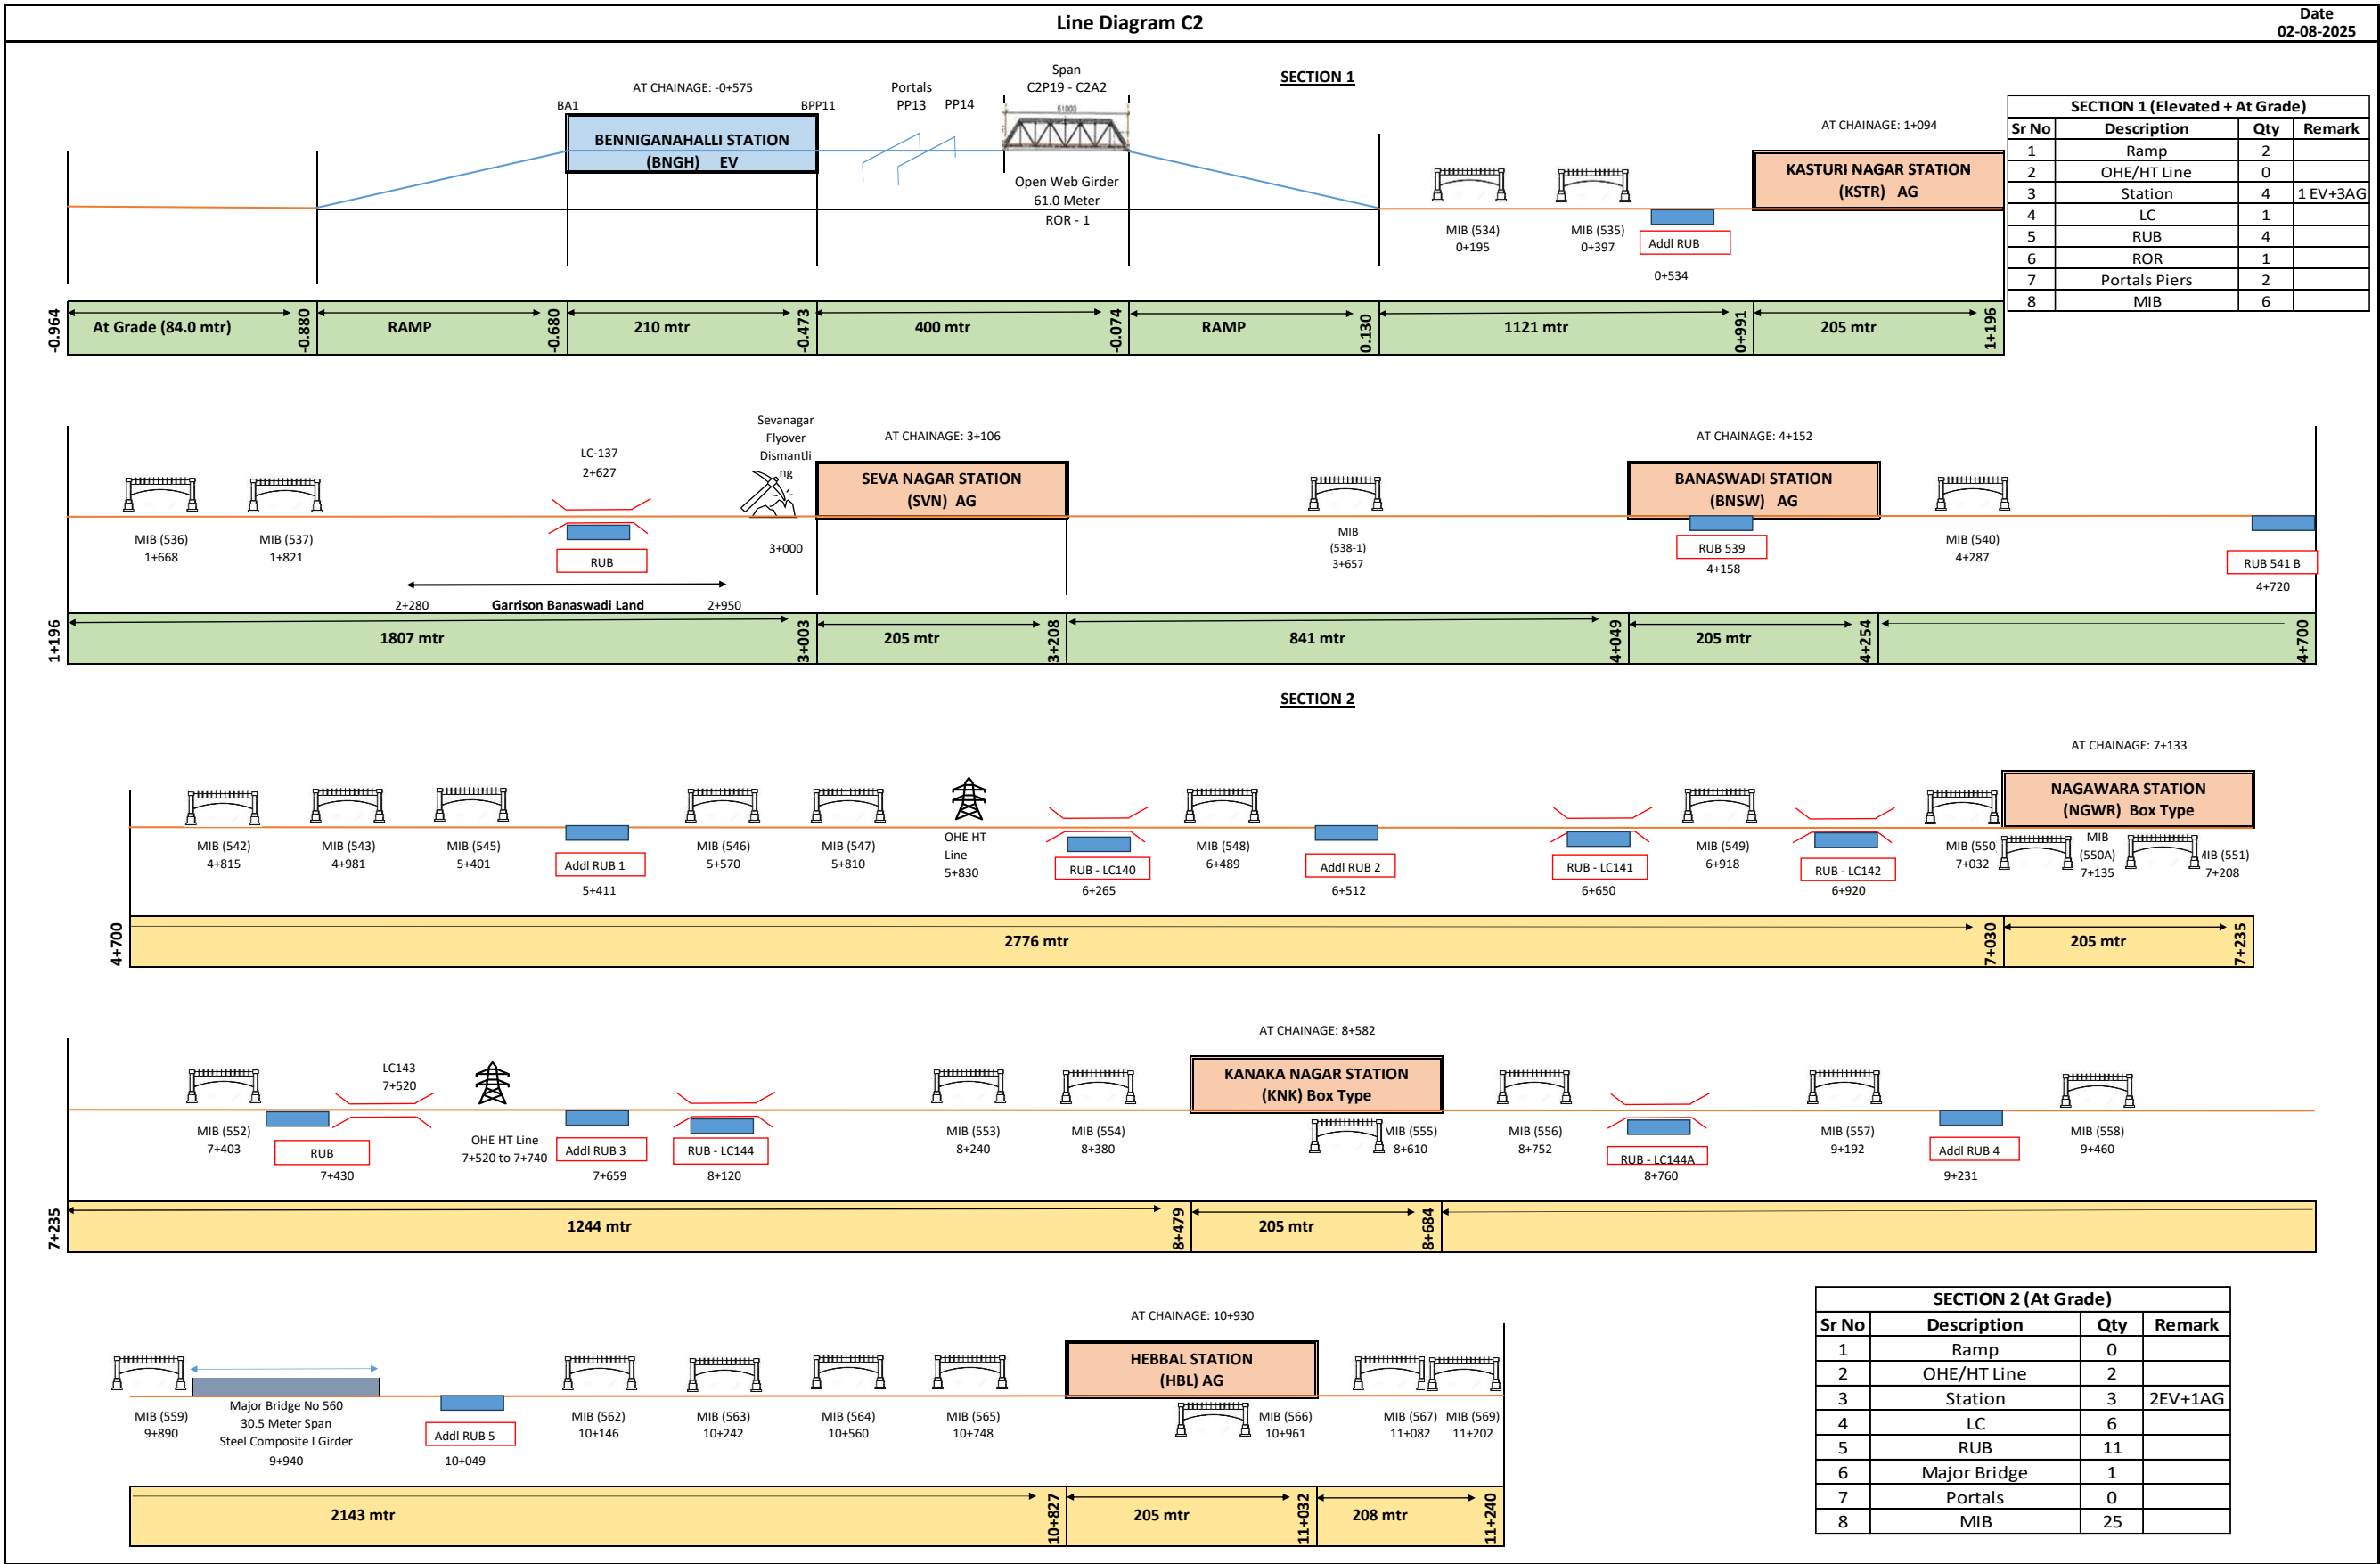 Line Diagram C2
Date
02-08-2025
SECTION 1
AT CHAINAGE: -0+575
BA1
BPP11
BENNIGANAHALLI STATION
(BNGH) EV
Portals
PP13 PP14
Span
C2P19 - C2A2
61000
Open Web Girder
61.0 Meter
ROR - 1
MIB (534)
0+195
MIB (535)
0+397
Addl RUB
0+534
AT CHAINAGE: 1+094
KASTURI NAGAR STATION
(KSTR) AG
SECTION 1 (Elevated + At Grade)
Sr No Description Qty Remark
1 Ramp 2
2 OHE/HT Line 0
3 Station 4 1 EV+3AG
4 LC 1
5 RUB 4
6 ROR 1
7 Portals Piers 2
8 MIB 6
-0.964
At Grade (84.0 mtr)
-0.880
RAMP
-0.680
210 mtr
-0.473
400 mtr
-0.074
RAMP
0.130
1121 mtr
0+991
205 mtr
1+196
MIB (536)
1+668
MIB (537)
1+821
LC-137
2+627
RUB
2+280 Garrison Banaswadi Land 2+950
Sevanagar
Flyover
Dismantli
ng
3+000
AT CHAINAGE: 3+106
SEVA NAGAR STATION
(SVN) AG
MIB
(538-1)
3+657
AT CHAINAGE: 4+152
BANASWADI STATION
(BNSW) AG
RUB 539
4+158
MIB (540)
4+287
RUB 541 B
4+720
1+196
1807 mtr
3+003
205 mtr
3+208
841 mtr
4+049
205 mtr
4+254
4+700
SECTION 2
MIB (542)
4+815
MIB (543)
4+981
MIB (545)
5+401
Addl RUB 1
5+411
MIB (546)
5+570
MIB (547)
5+810
OHE HT
Line
5+830
RUB - LC140
6+265
MIB (548)
6+489
Addl RUB 2
6+512
RUB - LC141
6+650
MIB (549)
6+918
RUB - LC142
6+920
MIB (550
7+032
AT CHAINAGE: 7+133
NAGAWARA STATION
(NGWR) Box Type
MIB
(550A)
7+135
MIB (551)
7+208
4+700
2776 mtr
7+030
205 mtr
7+235
MIB (552)
7+403
RUB
7+430
LC143
7+520
OHE HT Line
7+520 to 7+740
Addl RUB 3
7+659
RUB - LC144
8+120
MIB (553)
8+240
MIB (554)
8+380
AT CHAINAGE: 8+582
KANAKA NAGAR STATION
(KNK) Box Type
MIB (555)
8+610
MIB (556)
8+752
RUB - LC144A
8+760
MIB (557)
9+192
Addl RUB 4
9+231
MIB (558)
9+460
7+235
1244 mtr
8+479
205 mtr
8+684
MIB (559)
9+890
Major Bridge No 560
30.5 Meter Span
Steel Composite I Girder
9+940
Addl RUB 5
10+049
MIB (562)
10+146
MIB (563)
10+242
MIB (564)
10+560
MIB (565)
10+748
AT CHAINAGE: 10+930
HEBBAL STATION
(HBL) AG
MIB (566)
10+961
MIB (567)
11+082
MIB (569)
11+202
2143 mtr
10+827
205 mtr
11+032
208 mtr
11+240
SECTION 2 (At Grade)
Sr No Description Qty Remark
1 Ramp 0
2 OHE/HT Line 2
3 Station 3 2EV+1AG
4 LC 6
5 RUB 11
6 Major Bridge 1
7 Portals 0
8 MIB 25